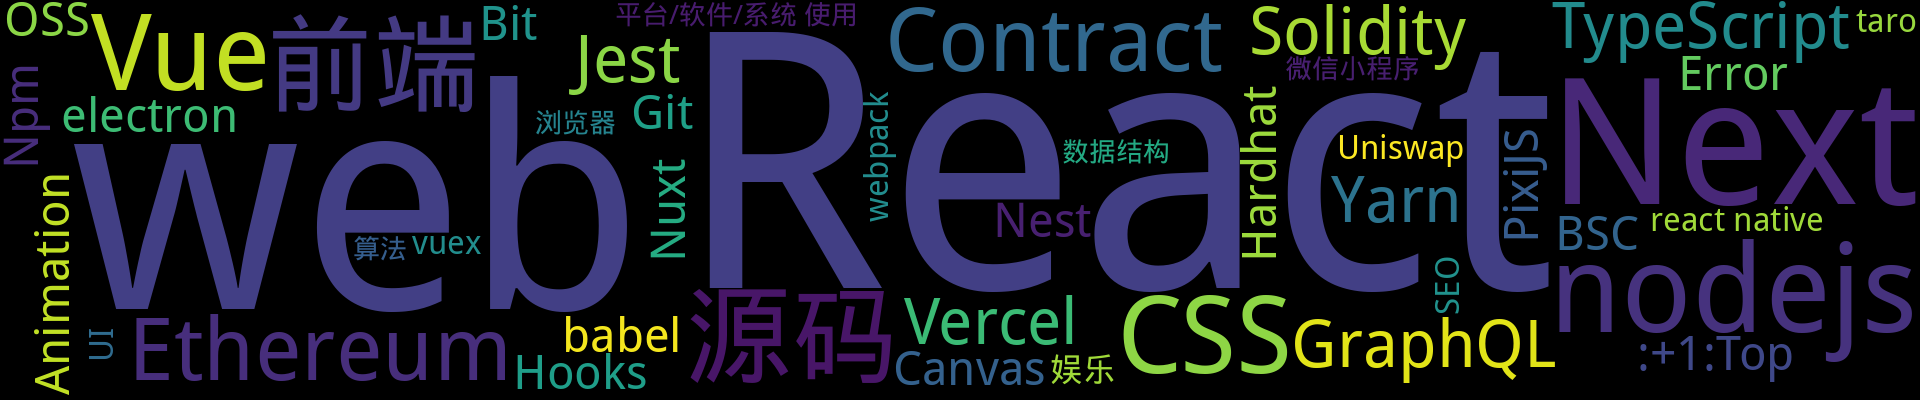 OSS
Vue
前端
Bit
平台/软件/系统 使用
Jest
Contract
Solidity
TypeScript
taro
Npm
electron
浏览器
Git
web
React
webpack
微信小程序
Error
Next
数据结构
Hardhat
Uniswap
Yarn
PixiJS
Nuxt
Nest
BSC
react native
算法
vuex
Animation
UI
Ethereum
babel
Hooks
源码
Vercel
Canvas
娱乐
CSS
SEO
GraphQL
nodejs
:+1:Top